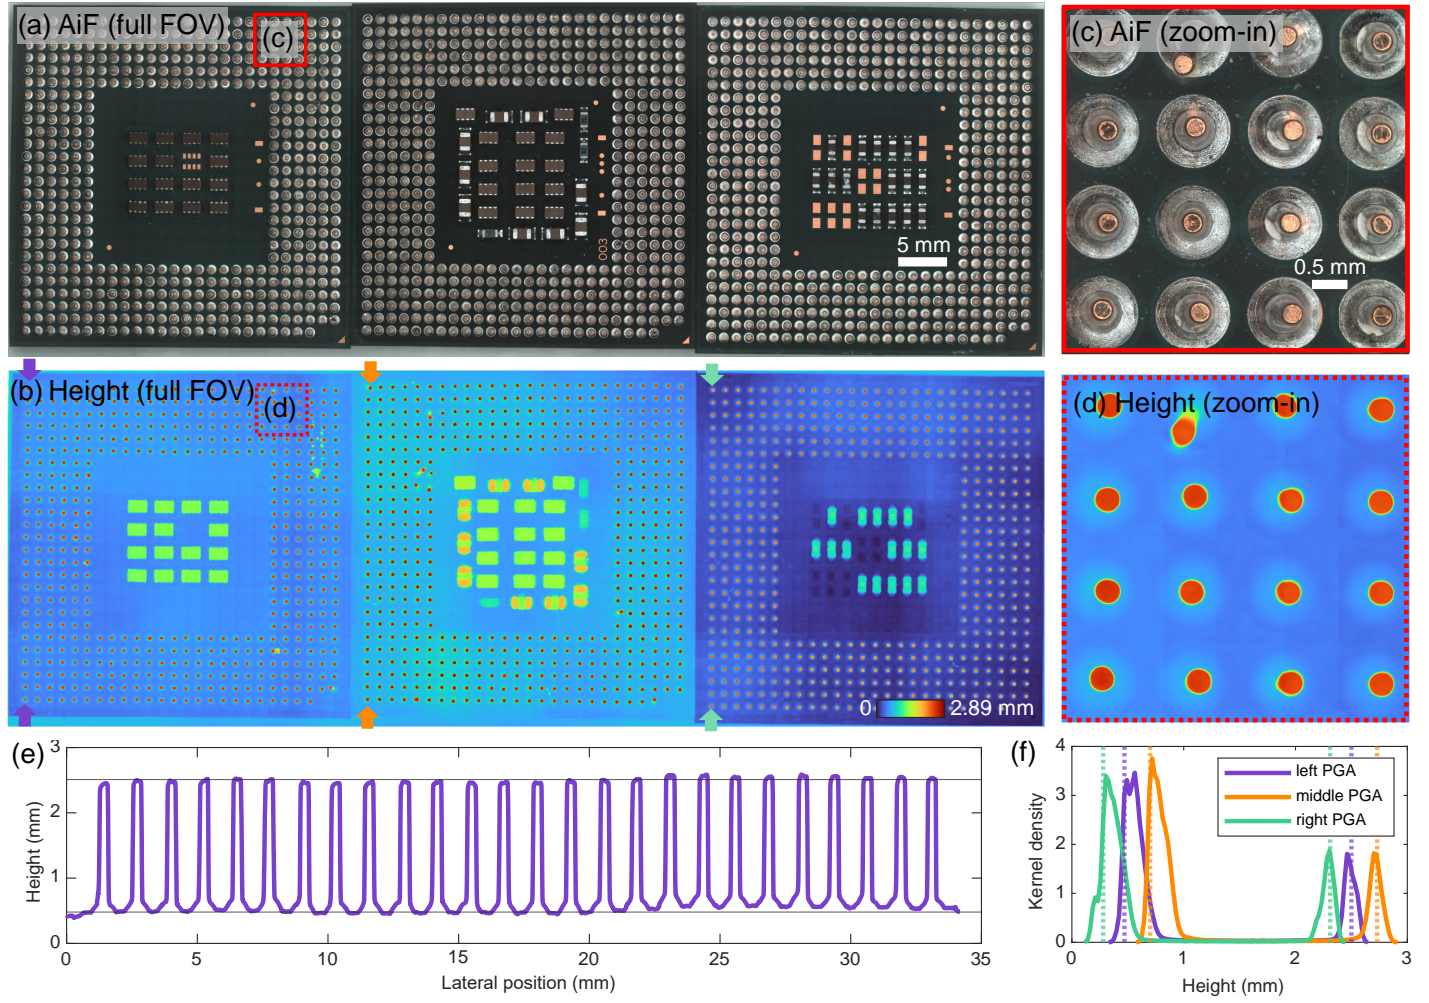 (a) AiF (full FOV)
(c)
5 mm
003
(c) AiF (zoom-in)
0.5 mm
(b) Height (full FOV)
(d)
0 2.89 mm
(d) Height (zoom-in)
(e)
3
2
1
0
Height (mm)
0 5 10 15 20 25 30 35
Lateral position (mm)
(f)
4
3
2
1
0
Kernel density
left PGA
middle PGA
right PGA
0 1 2 3
Height (mm)